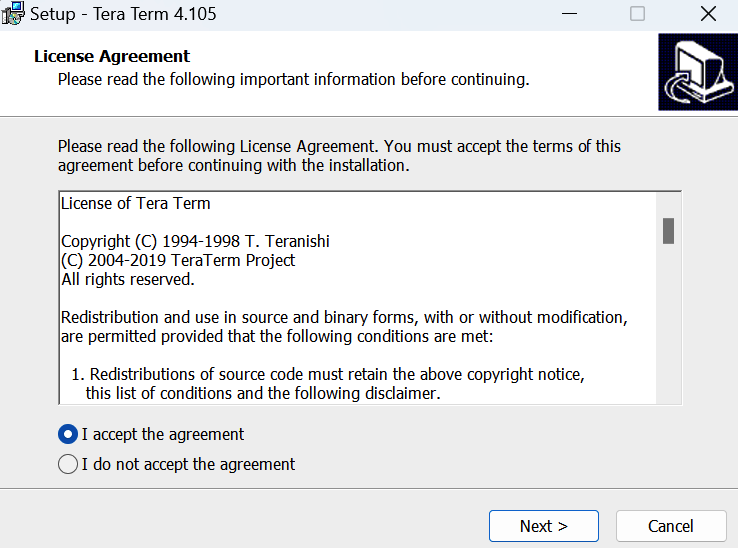 Setup - Tera Term 4.105
License Agreement
Please read the following important information before continuing.
Please read the following License Agreement. You must accept the terms of this
agreement before continuing with the installation.
License of Tera Term
Copyright (C) 1994-1998 T. Teranishi
(C) 2004-2019 TeraTerm Project
All rights reserved.
Redistribution and use in source and binary forms, with or without modification,
are permitted provided that the following conditions are met:
1. Redistributions of source code must retain the above copyright notice,
this list of conditions and the following disclaimer.
I accept the agreement
I do not accept the agreement
Next >
Cancel